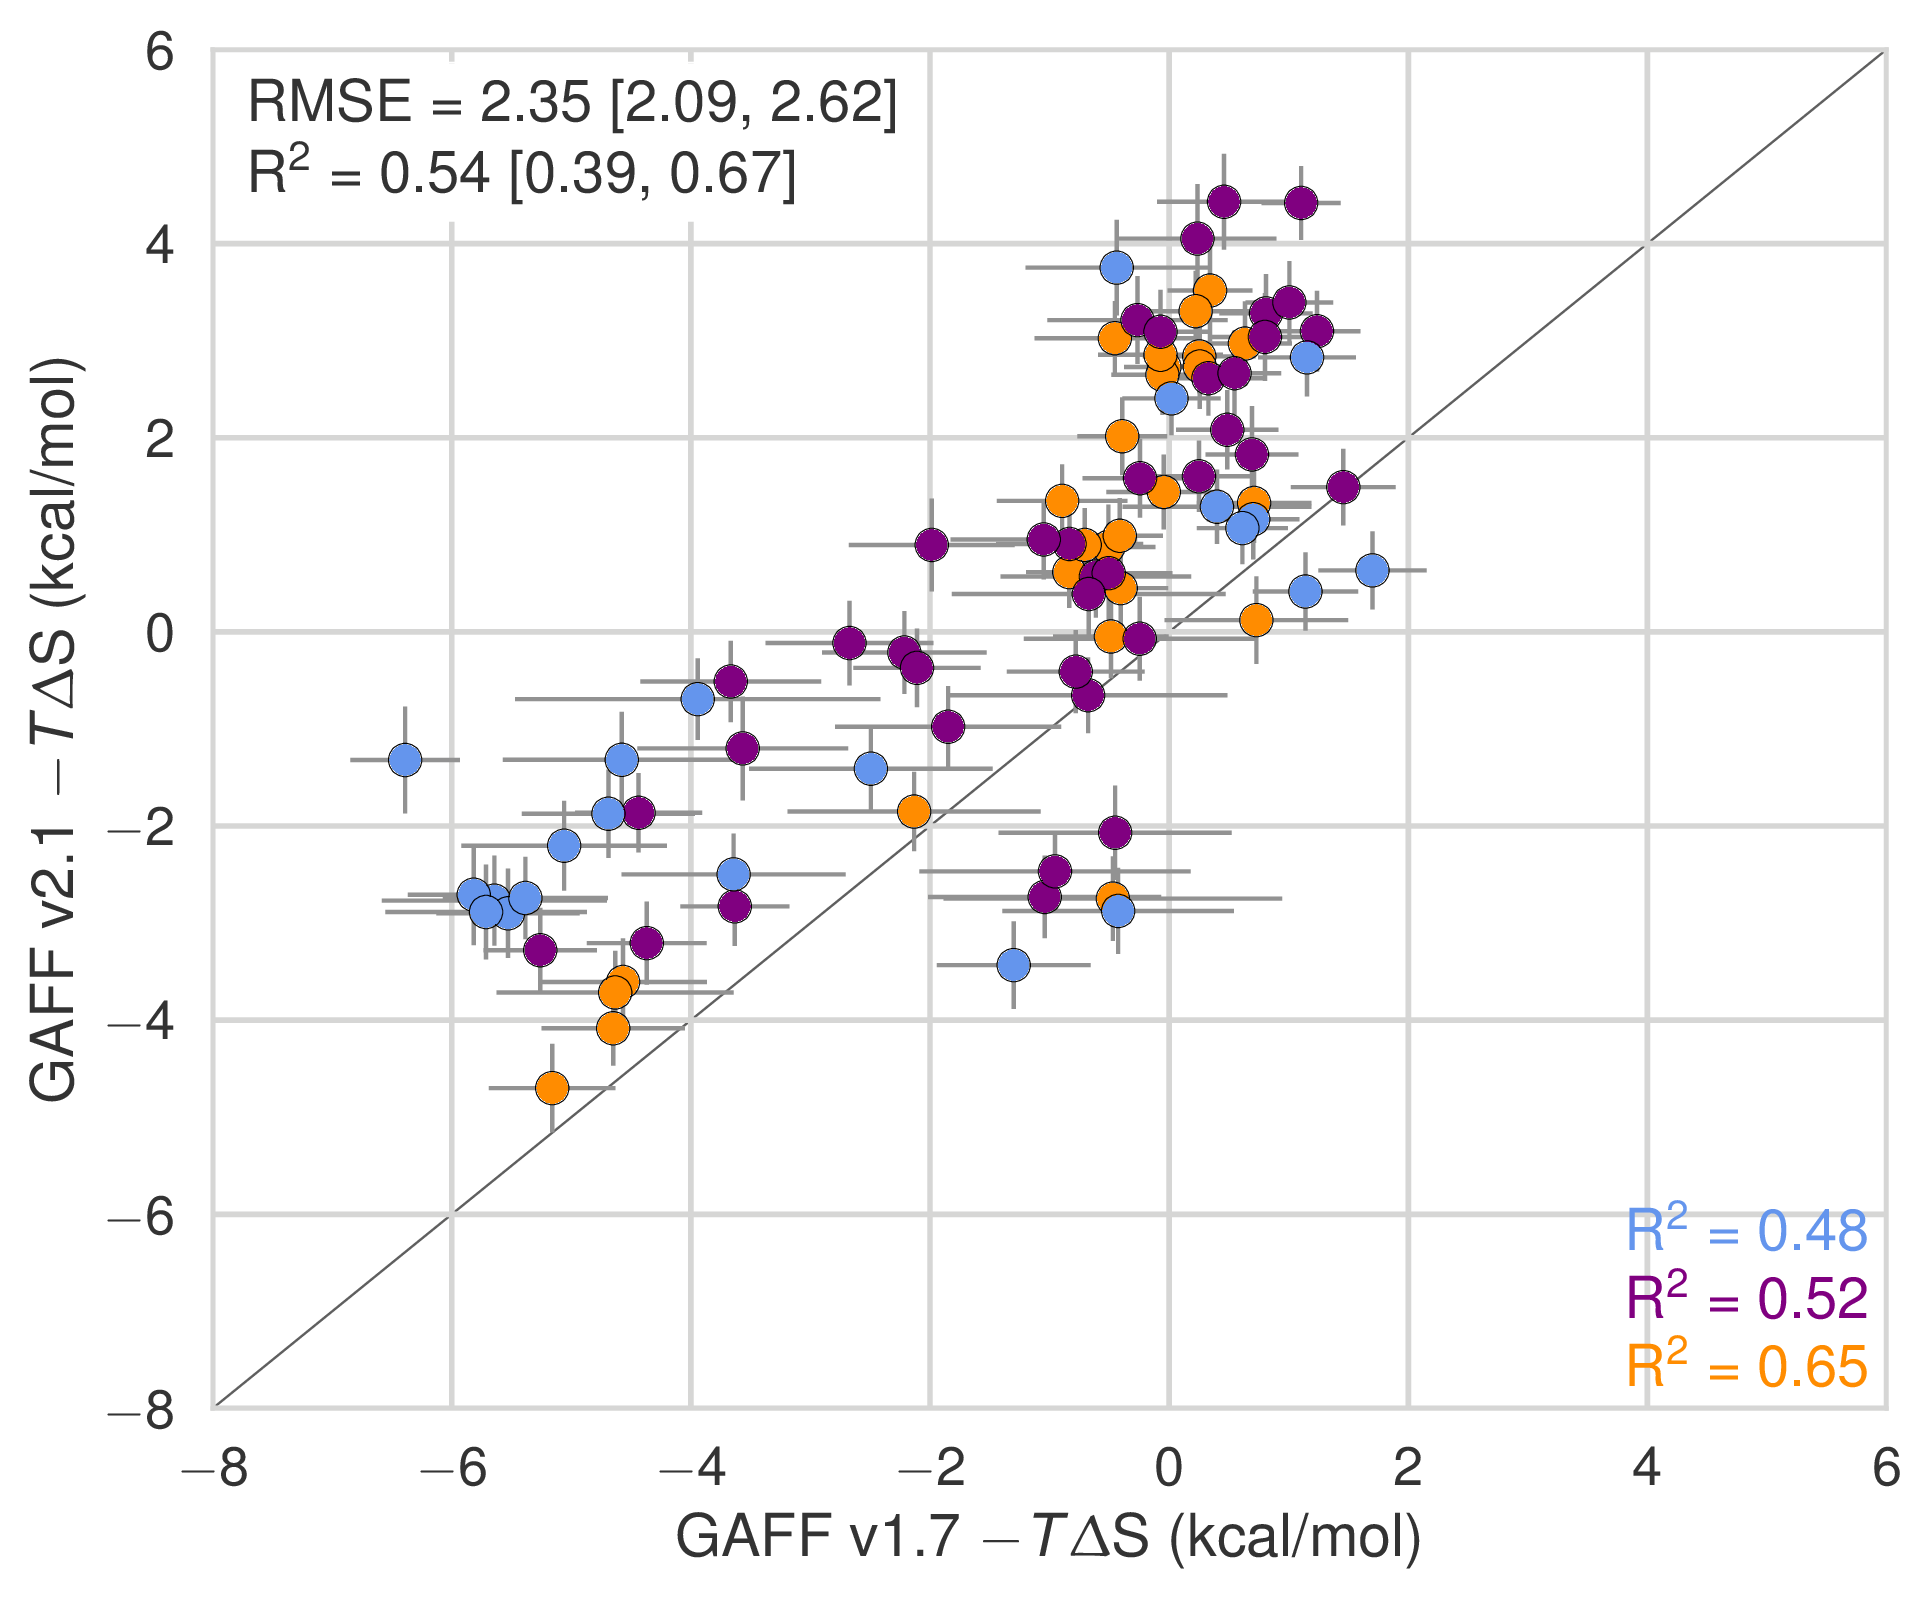 RMSE = 2.35 [2.09, 2.62]
R² = 0.54 [0.39, 0.67]
6
4
2
0
−2
−4
−6
−8
GAFF v2.1 −TΔS (kcal/mol)
R² = 0.48
R² = 0.52
R² = 0.65
−8 −6 −4 −2 0 2 4 6
GAFF v1.7 −TΔS (kcal/mol)